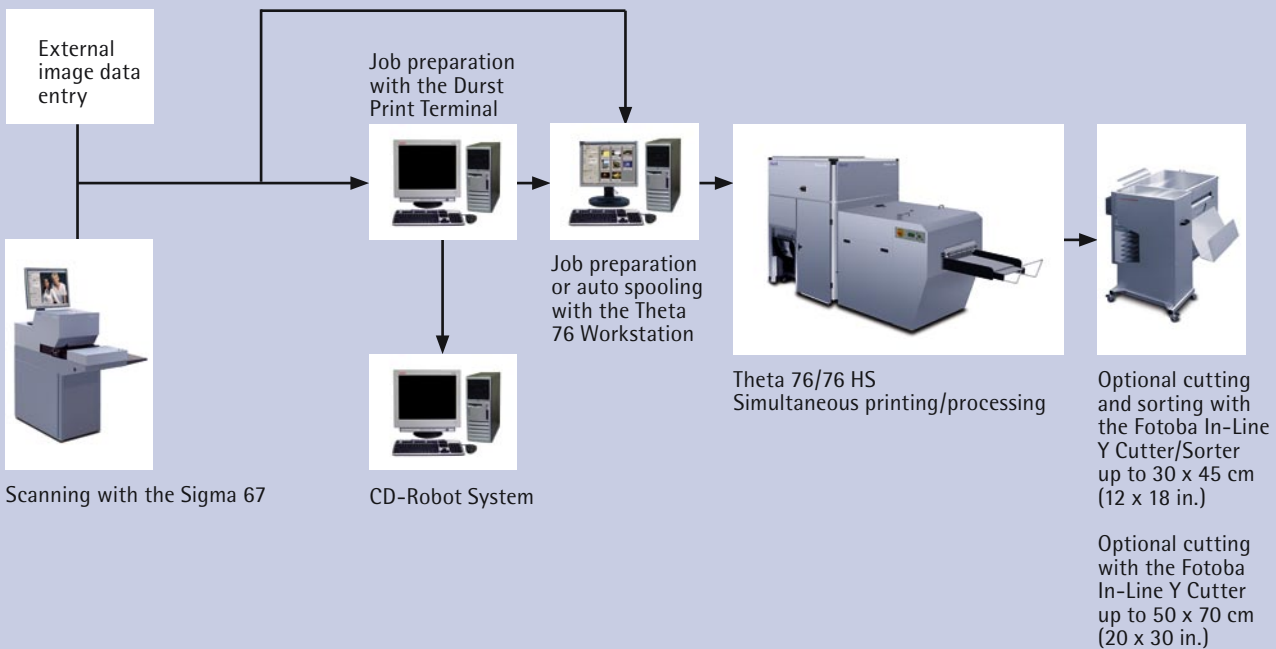 External
image data
entry
Job preparation
with the Durst
Print Terminal
Job preparation
or auto spooling
with the Theta
76 Workstation
Theta 76/76 HS
Simultaneous printing/processing
Optional cutting
and sorting with
the Fotoba In-Line
Y Cutter/Sorter
up to 30 x 45 cm
(12 x 18 in.)
Optional cutting
with the Fotoba
In-Line Y Cutter
up to 50 x 70 cm
(20 x 30 in.)
Scanning with the Sigma 67
CD-Robot System